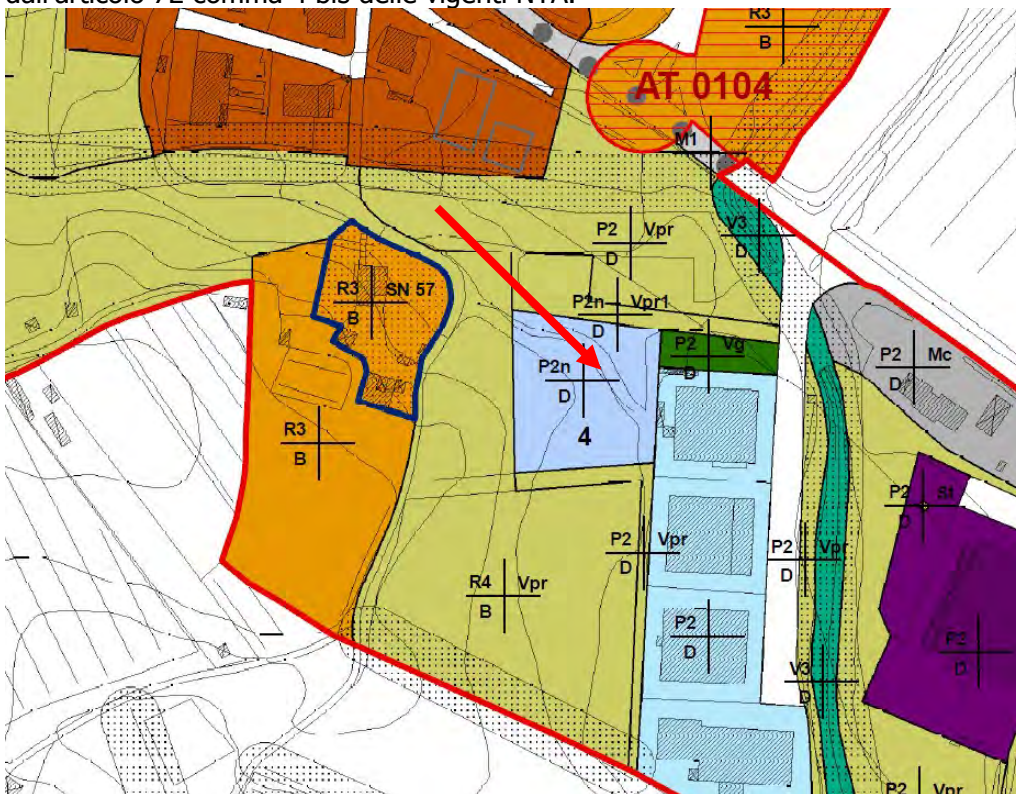 dall'articolo 72 comma 4 bis delle vigenti NTA.
R3
B
AT 0104
M1
V3
D
P2 Vpr
D
R3 SN 57
B
P2n Vpr1
D
P2 Vg
D
P2n
D
4
P2 Mc
D
R3
B
P2 St
D
P2 Vpr
D
P2 Vpr
D
R4 Vpr
B
P2
D
P2
D
V3
D
P2 Vpr